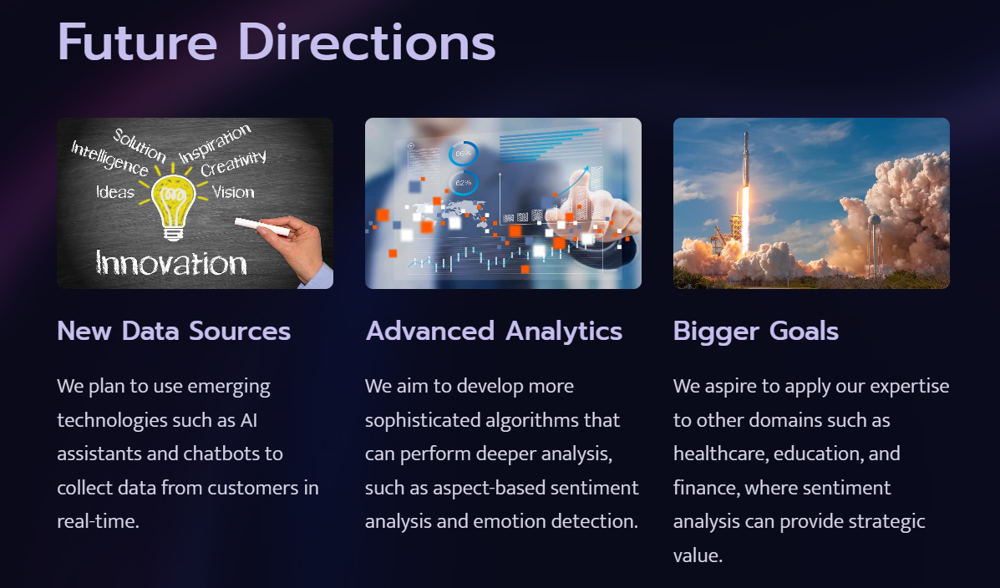 Future Directions
Solution
Inspiration
Intelligence
Creativity
Ideas
Vision
Innovation
66%
62%
New Data Sources
We plan to use emerging
technologies such as AI
assistants and chatbots to
collect data from customers in
real-time.
Advanced Analytics
We aim to develop more
sophisticated algorithms that
can perform deeper analysis,
such as aspect-based sentiment
analysis and emotion detection.
Bigger Goals
We aspire to apply our expertise
to other domains such as
healthcare, education, and
finance, where sentiment
analysis can provide strategic
value.